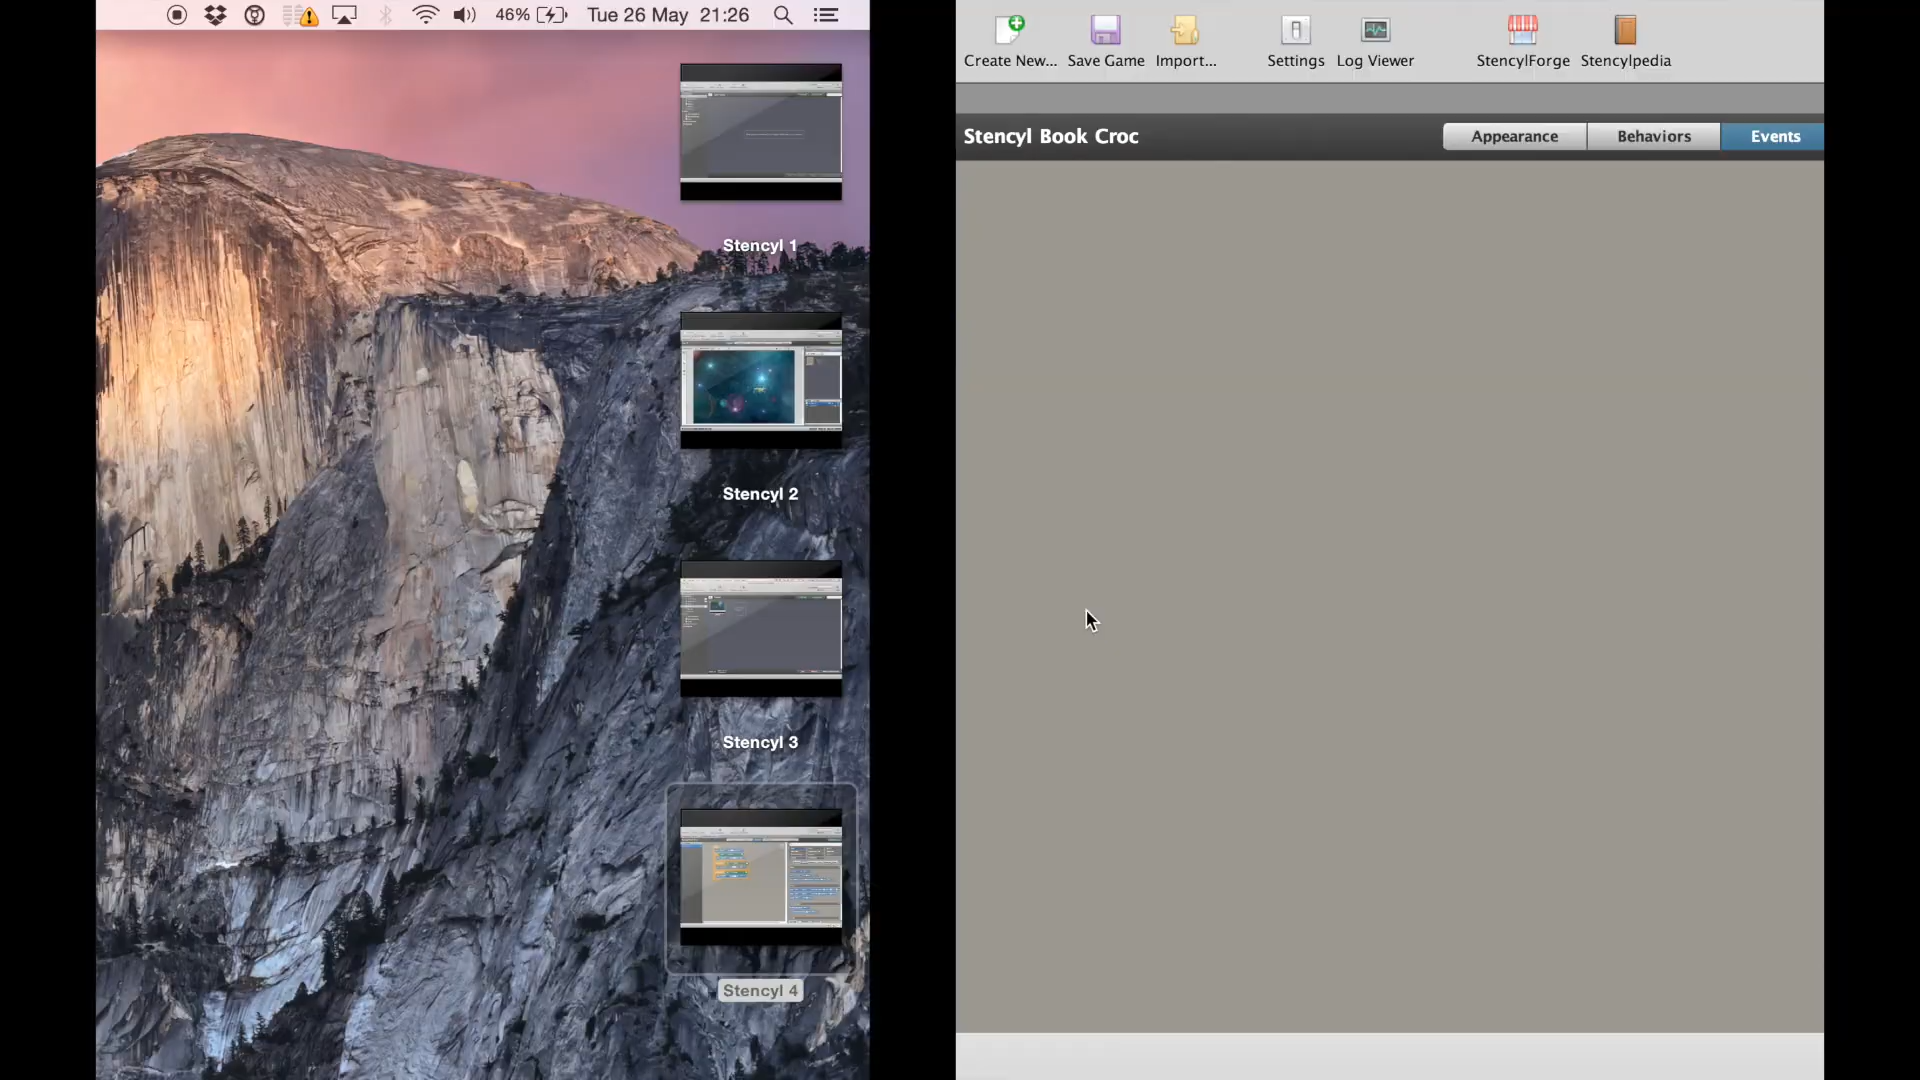 46% Tue 26 May 21:26
Stencyl 1
Stencyl 2
Stencyl 3
Stencyl 4
Create New... Save Game Import... Settings Log Viewer StencylForge Stencylpedia
Stencyl Book Croc Appearance Behaviors Events